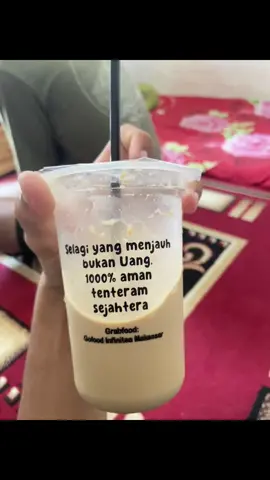 Selagi yang menjauh
bukan Uang,
1000% aman
tenteram
sejahtera
Grabfood:
Gofood Infinitea Makassar